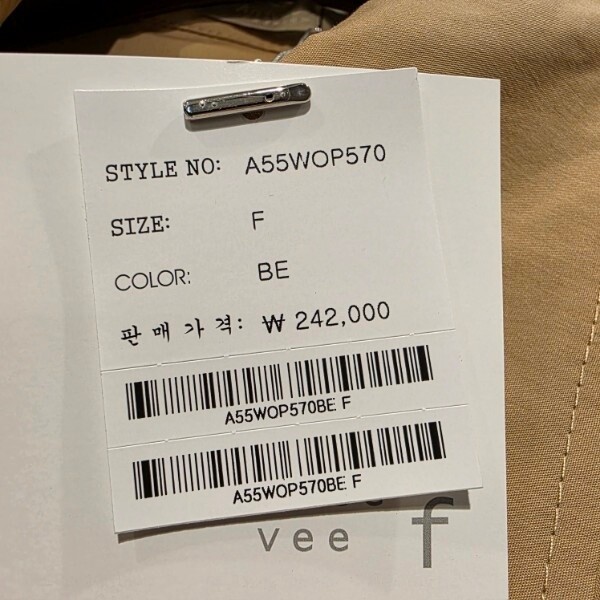 STYLE NO: A55WOP570
SIZE: F
COLOR: BE
판 매 가 격: ₩ 242,000
A55WOP570BE F
A55WOP570BE F
vee f